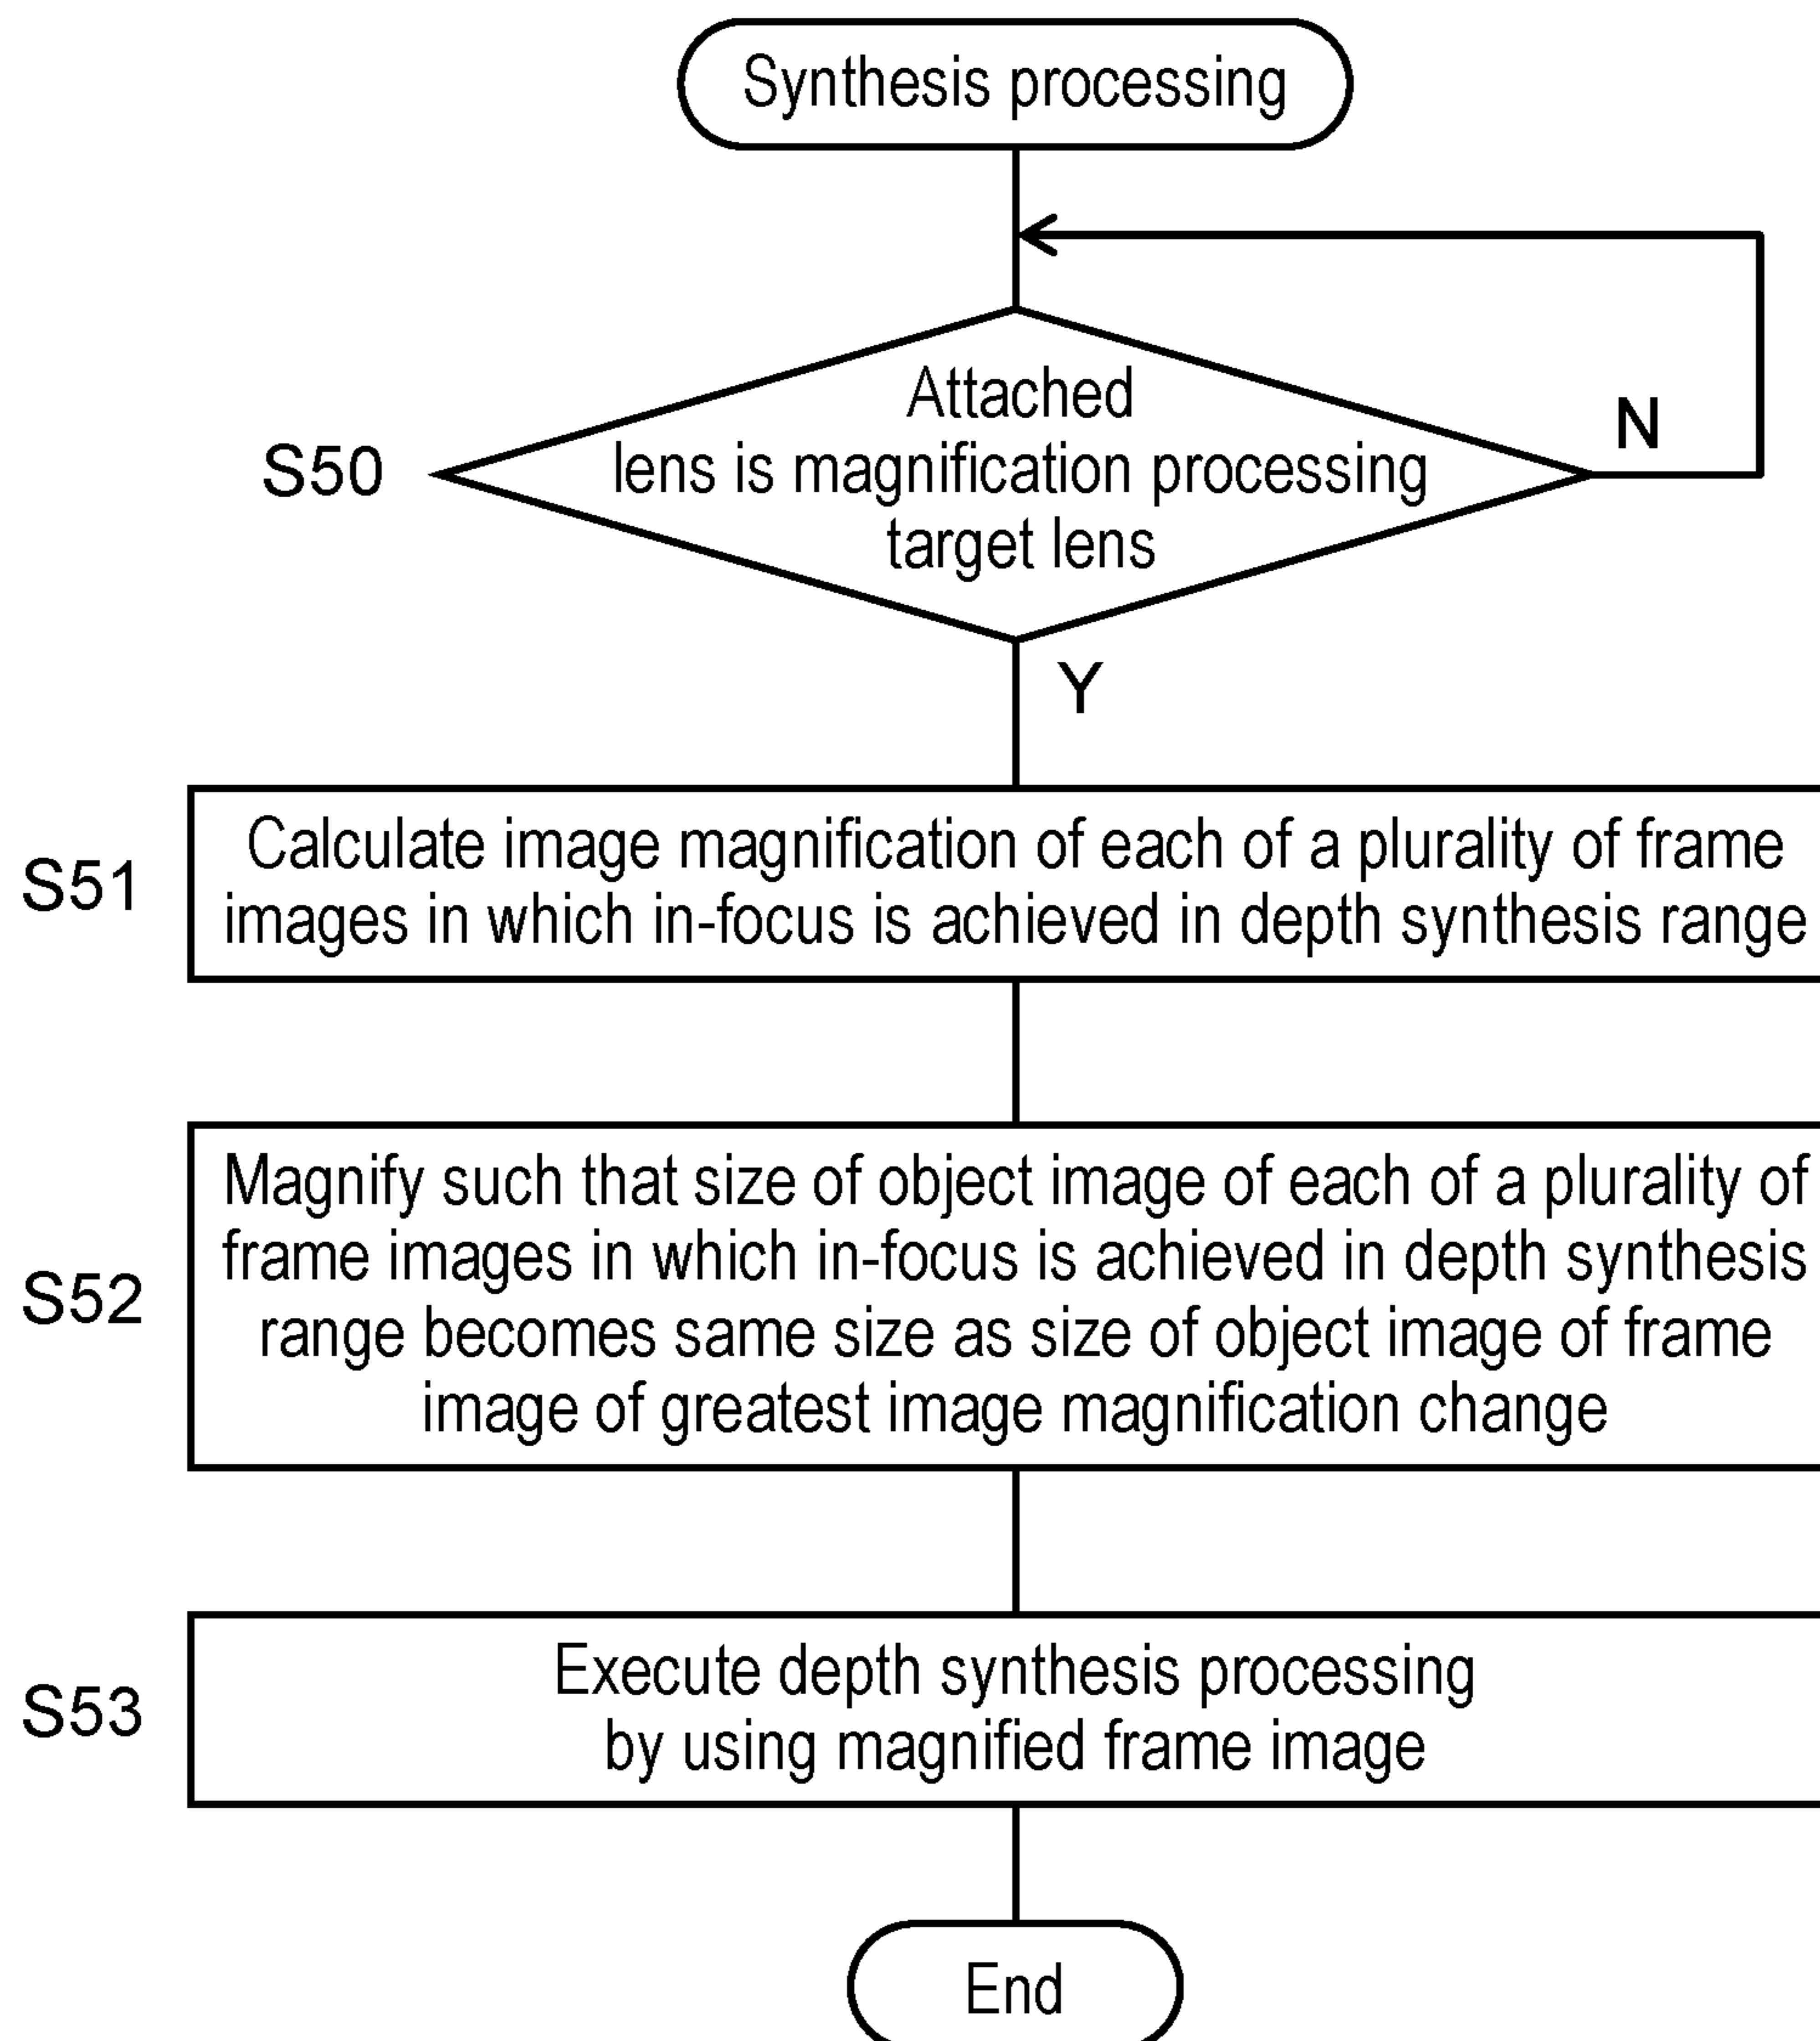 Synthesis processing
Attached
lens is magnification processing
target lens
S50
N
Y
S51
Calculate image magnification of each of a plurality of frame
images in which in-focus is achieved in depth synthesis range
S52
Magnify such that size of object image of each of a plurality of
frame images in which in-focus is achieved in depth synthesis
range becomes same size as size of object image of frame
image of greatest image magnification change
S53
Execute depth synthesis processing
by using magnified frame image
End